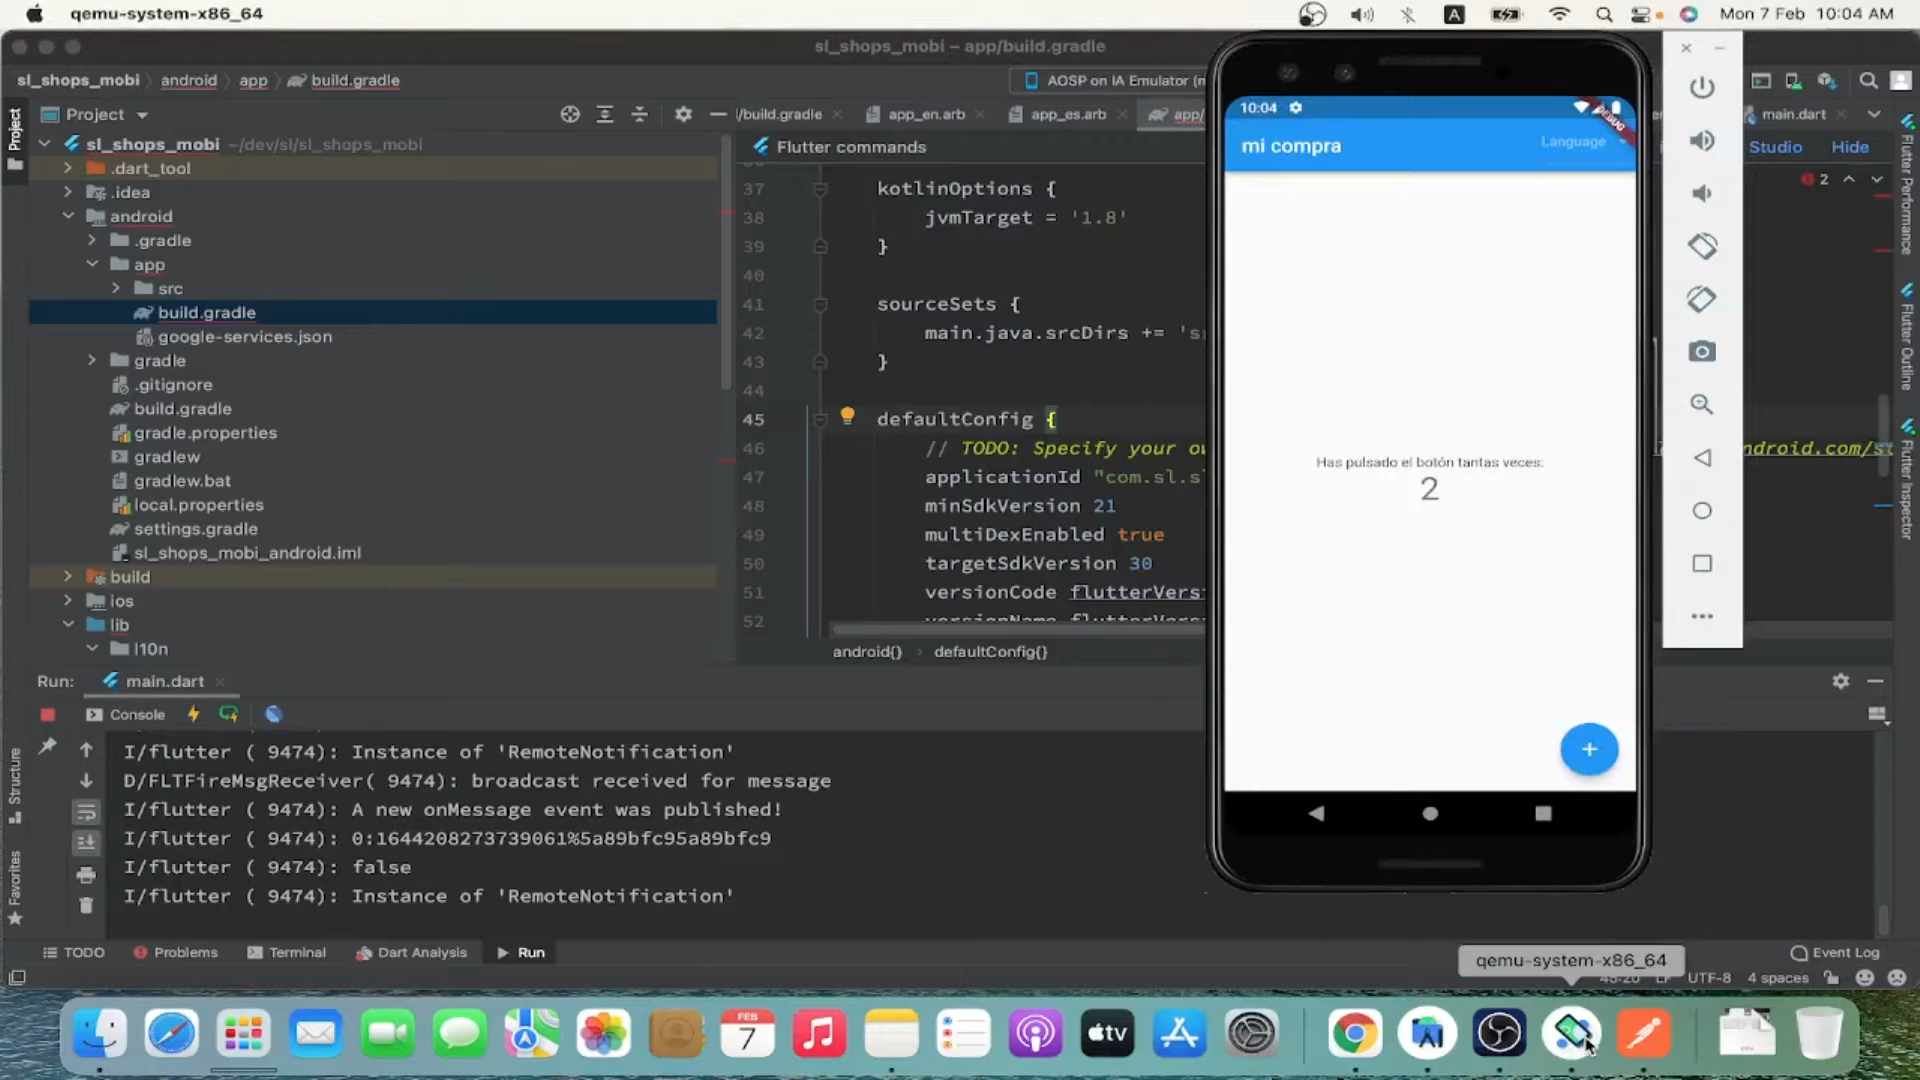 qemu-system-x86_64
A
Mon 7 Feb 10:04 AM
sl_shops_mobi – app/build.gradle
sl_shops_mobi android app build.gradle
AOSP on IA Emulator
Project
/build.gradle
app_en.arb
app_es.arb
app/
main.dart
Project
sl_shops_mobi ~/dev/sl/sl_shops_mobi
.dart_tool
.idea
android
.gradle
app
src
build.gradle
google-services.json
gradle
.gitignore
build.gradle
gradle.properties
gradlew
gradlew.bat
local.properties
settings.gradle
sl_shops_mobi_android.iml
build
ios
lib
l10n
Flutter commands
Studio
Hide
2
37 kotlinOptions {
38 jvmTarget = '1.8'
39 }
40
41 sourceSets {
42 main.java.srcDirs +=
43 }
44
45 defaultConfig {
46 // TODO: Specify your
47 applicationId "com.sl.s
48 minSdkVersion 21
49 multiDexEnabled true
50 targetSdkVersion 30
51 versionCode flutterVers
52 versionName flutterVers
android{} defaultConfig{}
10:04
DEBUG
mi compra
Language
Has pulsado el botón tantas veces:
2
+
Flutter Performance
Flutter Outline
Flutter Inspector
Run: main.dart
Console
I/flutter ( 9474): Instance of 'RemoteNotification'
D/FLTFireMsgReceiver( 9474): broadcast received for message
I/flutter ( 9474): A new onMessage event was published!
I/flutter ( 9474): 0:1644208273739061%5a89bfc95a89bfc9
I/flutter ( 9474): false
I/flutter ( 9474): Instance of 'RemoteNotification'
Structure
Favorites
TODO
Problems
Terminal
Dart Analysis
Run
Event Log
qemu-system-x86_64
UTF-8
4 spaces
FEB
7
tv